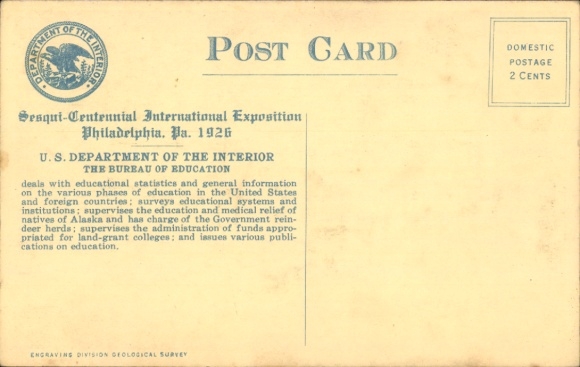 DEPARTMENT OF THE INTERIOR
POST CARD
DOMESTIC
POSTAGE
2 CENTS
Sesqui-Centennial International Exposition
Philadelphia, Pa. 1926
U. S. DEPARTMENT OF THE INTERIOR
THE BUREAU OF EDUCATION
deals with educational statistics and general information
on the various phases of education in the United States
and foreign countries; surveys educational systems and
institutions; supervises the education and medical relief of
natives of Alaska and has charge of the Government rein-
deer herds; supervises the administration of funds appro-
priated for land-grant colleges; and issues various publi-
cations on education.
ENGRAVING DIVISION GEOLOGICAL SURVEY